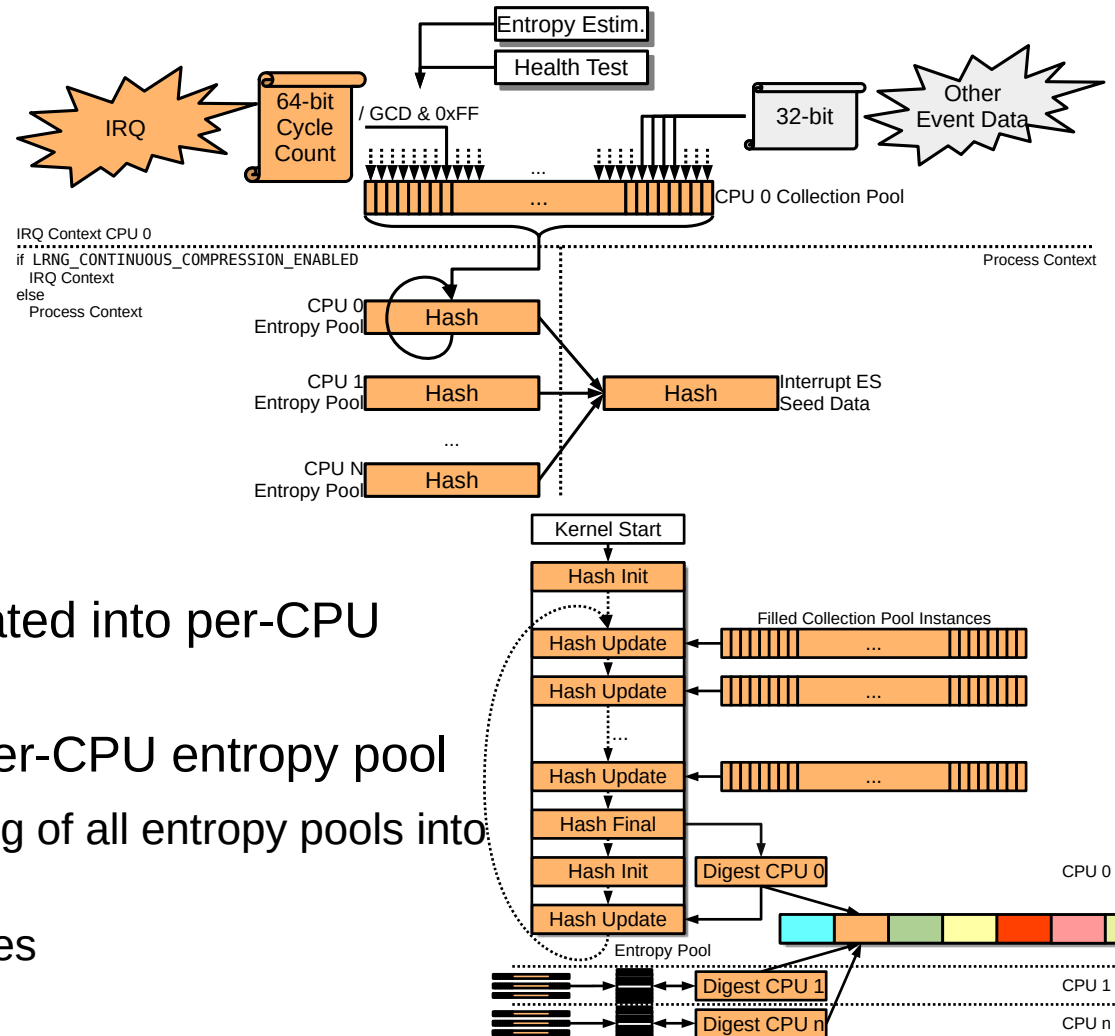 Entropy Estim.
Health Test
IRQ
64-bit
Cycle
Count
/ GCD & 0xFF
32-bit
Other
Event Data
...
...
CPU 0 Collection Pool
IRQ Context CPU 0
if LRNG_CONTINUOUS_COMPRESSION_ENABLED
IRQ Context
else
Process Context
Process Context
CPU 0
Entropy Pool
Hash
CPU 1
Entropy Pool
Hash
Hash
Interrupt ES
Seed Data
...
CPU N
Entropy Pool
Hash
Kernel Start
Hash Init
ated into per-CPU
Filled Collection Pool Instances
Hash Update
...
Hash Update
...
er-CPU entropy pool
...
Hash Update
...
g of all entropy pools into
Hash Final
Hash Init
Digest CPU 0
CPU 0
Hash Update
es
Entropy Pool
Digest CPU 1
CPU 1
Digest CPU n
CPU n